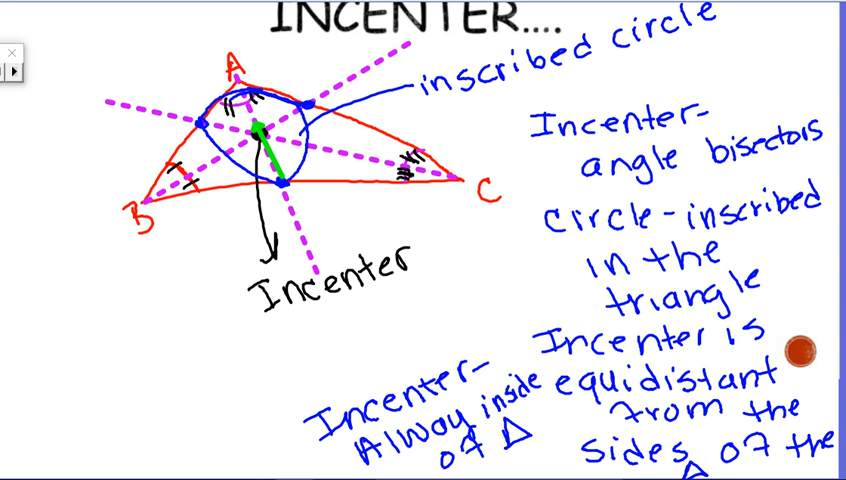 INCENTER....
inscribed circle
A
B
C
Incenter
Incenter-
angle bisectors
Circle-inscribed
in the
triangle
Incenter is
equidistant
from the
sides of the
Δ
Incenter-
Alway inside
of Δ